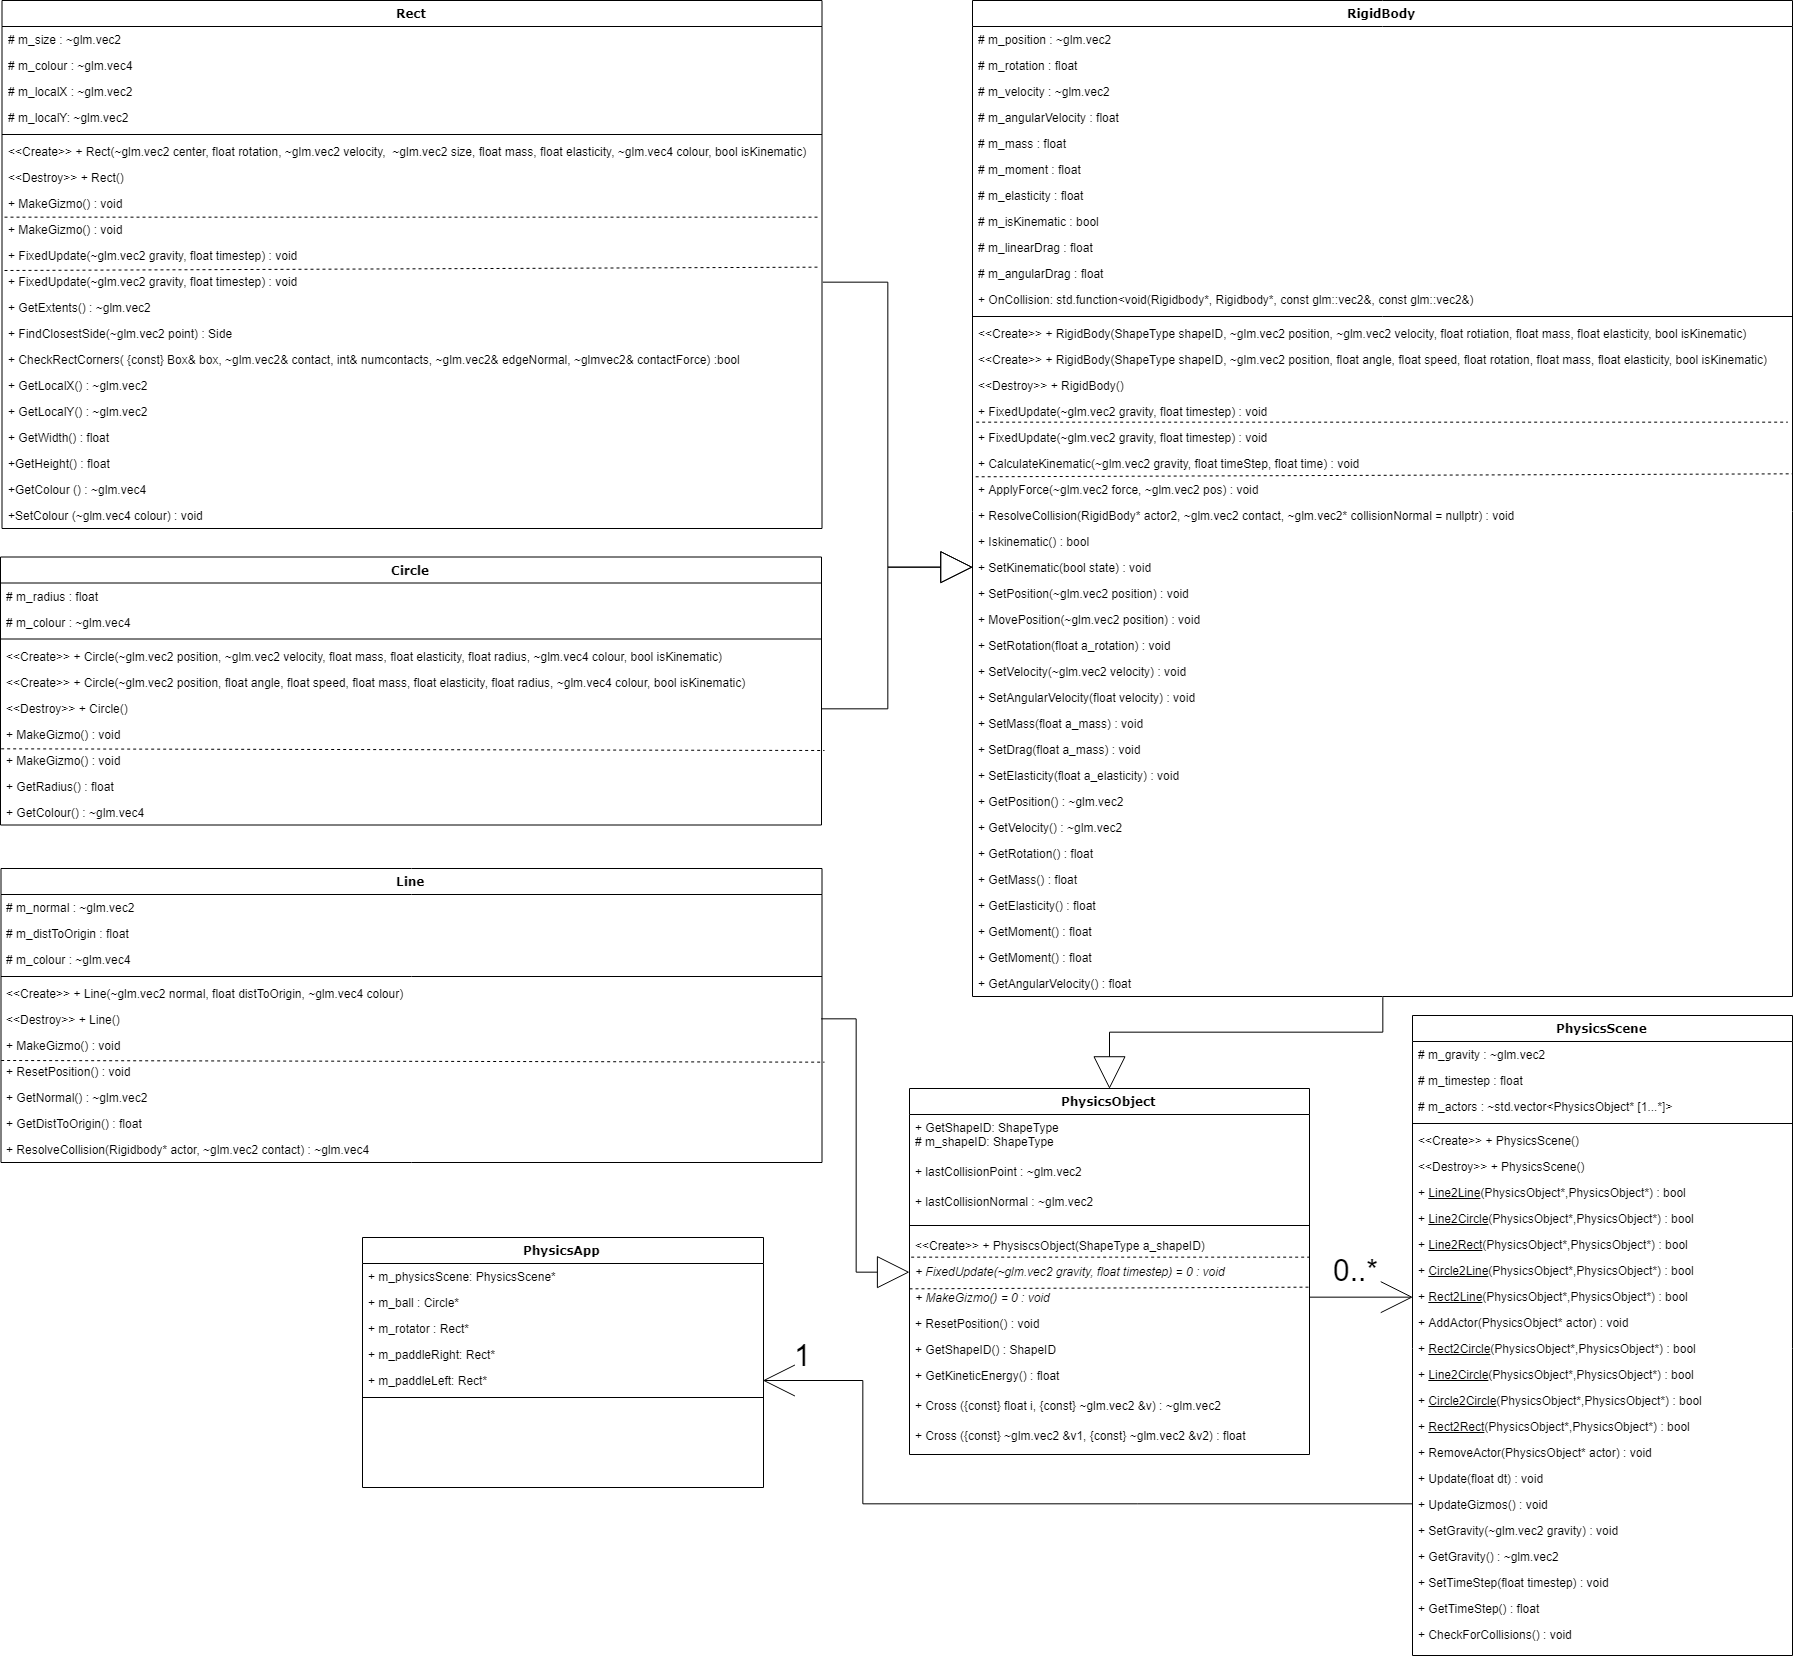 Rect
# m_size : ~glm.vec2
# m_colour : ~glm.vec4
# m_localX : ~glm.vec2
# m_localY: ~glm.vec2
<<Create>> + Rect(~glm.vec2 center, float rotation, ~glm.vec2 velocity,  ~glm.vec2 size, float mass, float elasticity, ~glm.vec4 colour, bool isKinematic)
<<Destroy>> + Rect()
+ MakeGizmo() : void
+ MakeGizmo() : void
+ FixedUpdate(~glm.vec2 gravity, float timestep) : void
+ FixedUpdate(~glm.vec2 gravity, float timestep) : void
+ GetExtents() : ~glm.vec2
+ FindClosestSide(~glm.vec2 point) : Side
+ CheckRectCorners( {const} Box& box, ~glm.vec2& contact, int& numcontacts, ~glm.vec2& edgeNormal, ~glmvec2& contactForce) :bool
+ GetLocalX() : ~glm.vec2
+ GetLocalY() : ~glm.vec2
+ GetWidth() : float
+GetHeight() : float
+GetColour () : ~glm.vec4
+SetColour (~glm.vec4 colour) : void
Circle
# m_radius : float
# m_colour : ~glm.vec4
<<Create>> + Circle(~glm.vec2 position, ~glm.vec2 velocity, float mass, float elasticity, float radius, ~glm.vec4 colour, bool isKinematic)
<<Create>> + Circle(~glm.vec2 position, float angle, float speed, float mass, float elasticity, float radius, ~glm.vec4 colour, bool isKinematic)
<<Destroy>> + Circle()
+ MakeGizmo() : void
+ MakeGizmo() : void
+ GetRadius() : float
+ GetColour() : ~glm.vec4
Line
# m_normal : ~glm.vec2
# m_distToOrigin : float
# m_colour : ~glm.vec4
<<Create>> + Line(~glm.vec2 normal, float distToOrigin, ~glm.vec4 colour)
<<Destroy>> + Line()
+ MakeGizmo() : void
+ ResetPosition() : void
+ GetNormal() : ~glm.vec2
+ GetDistToOrigin() : float
+ ResolveCollision(Rigidbody* actor, ~glm.vec2 contact) : ~glm.vec4
RigidBody
# m_position : ~glm.vec2
# m_rotation : float
# m_velocity : ~glm.vec2
# m_angularVelocity : float
# m_mass : float
# m_moment : float
# m_elasticity : float
# m_isKinematic : bool
# m_linearDrag : float
# m_angularDrag : float
+ OnCollision: std.function<void(Rigidbody*, Rigidbody*, const glm::vec2&, const glm::vec2&)
<<Create>> + RigidBody(ShapeType shapeID, ~glm.vec2 position, ~glm.vec2 velocity, float rotation, float mass, float elasticity, bool isKinematic)
<<Create>> + RigidBody(ShapeType shapeID, ~glm.vec2 position, float angle, float speed, float rotation, float mass, float elasticity, bool isKinematic)
<<Destroy>> + RigidBody()
+ FixedUpdate(~glm.vec2 gravity, float timestep) : void
+ FixedUpdate(~glm.vec2 gravity, float timestep) : void
+ CalculateKinematic(~glm.vec2 gravity, float timeStep, float time) : void
+ ApplyForce(~glm.vec2 force, ~glm.vec2 pos) : void
+ ResolveCollision(RigidBody* actor2, ~glm.vec2 contact, ~glm.vec2* collisionNormal = nullptr) : void
+ Iskinematic() : bool
+ SetKinematic(bool state) : void
+ SetPosition(~glm.vec2 position) : void
+ MovePosition(~glm.vec2 position) : void
+ SetRotation(float a_rotation) : void
+ SetVelocity(~glm.vec2 velocity) : void
+ SetAngularVelocity(float velocity) : void
+ SetMass(float a_mass) : void
+ SetDrag(float a_mass) : void
+ SetElasticity(float a_elasticity) : void
+ GetPosition() : ~glm.vec2
+ GetVelocity() : ~glm.vec2
+ GetRotation() : float
+ GetMass() : float
+ GetElasticity() : float
+ GetMoment() : float
+ GetMoment() : float
+ GetAngularVelocity() : float
PhysicsObject
+ GetShapeID: ShapeType
# m_shapeID: ShapeType
+ lastCollisionPoint : ~glm.vec2
+ lastCollisionNormal : ~glm.vec2
<<Create>> + PhysiscsObject(ShapeType a_shapeID)
+ FixedUpdate(~glm.vec2 gravity, float timestep) = 0 : void
+ MakeGizmo() = 0 : void
+ ResetPosition() : void
+ GetShapeID() : ShapeID
+ GetKineticEnergy() : float
+ Cross ({const} float i, {const} ~glm.vec2 &v) : ~glm.vec2
+ Cross ({const} ~glm.vec2 &v1, {const} ~glm.vec2 &v2) : float
0..*
PhysicsScene
# m_gravity : ~glm.vec2
# m_timestep : float
# m_actors : ~std.vector<PhysicsObject* [1...*]>
<<Create>> + PhysicsScene()
<<Destroy>> + PhysicsScene()
+ Line2Line(PhysicsObject*,PhysicsObject*) : bool
+ Line2Circle(PhysicsObject*,PhysicsObject*) : bool
+ Line2Rect(PhysicsObject*,PhysicsObject*) : bool
+ Circle2Line(PhysicsObject*,PhysicsObject*) : bool
+ Rect2Line(PhysicsObject*,PhysicsObject*) : bool
+ AddActor(PhysicsObject* actor) : void
+ Rect2Circle(PhysicsObject*,PhysicsObject*) : bool
+ Line2Circle(PhysicsObject*,PhysicsObject*) : bool
+ Circle2Circle(PhysicsObject*,PhysicsObject*) : bool
+ Rect2Rect(PhysicsObject*,PhysicsObject*) : bool
+ RemoveActor(PhysicsObject* actor) : void
+ Update(float dt) : void
+ UpdateGizmos() : void
+ SetGravity(~glm.vec2 gravity) : void
+ GetGravity() : ~glm.vec2
+ SetTimeStep(float timestep) : void
+ GetTimeStep() : float
+ CheckForCollisions() : void
PhysicsApp
+ m_physicsScene: PhysicsScene*
+ m_ball : Circle*
+ m_rotator : Rect*
+ m_paddleRight: Rect*
+ m_paddleLeft: Rect*
1